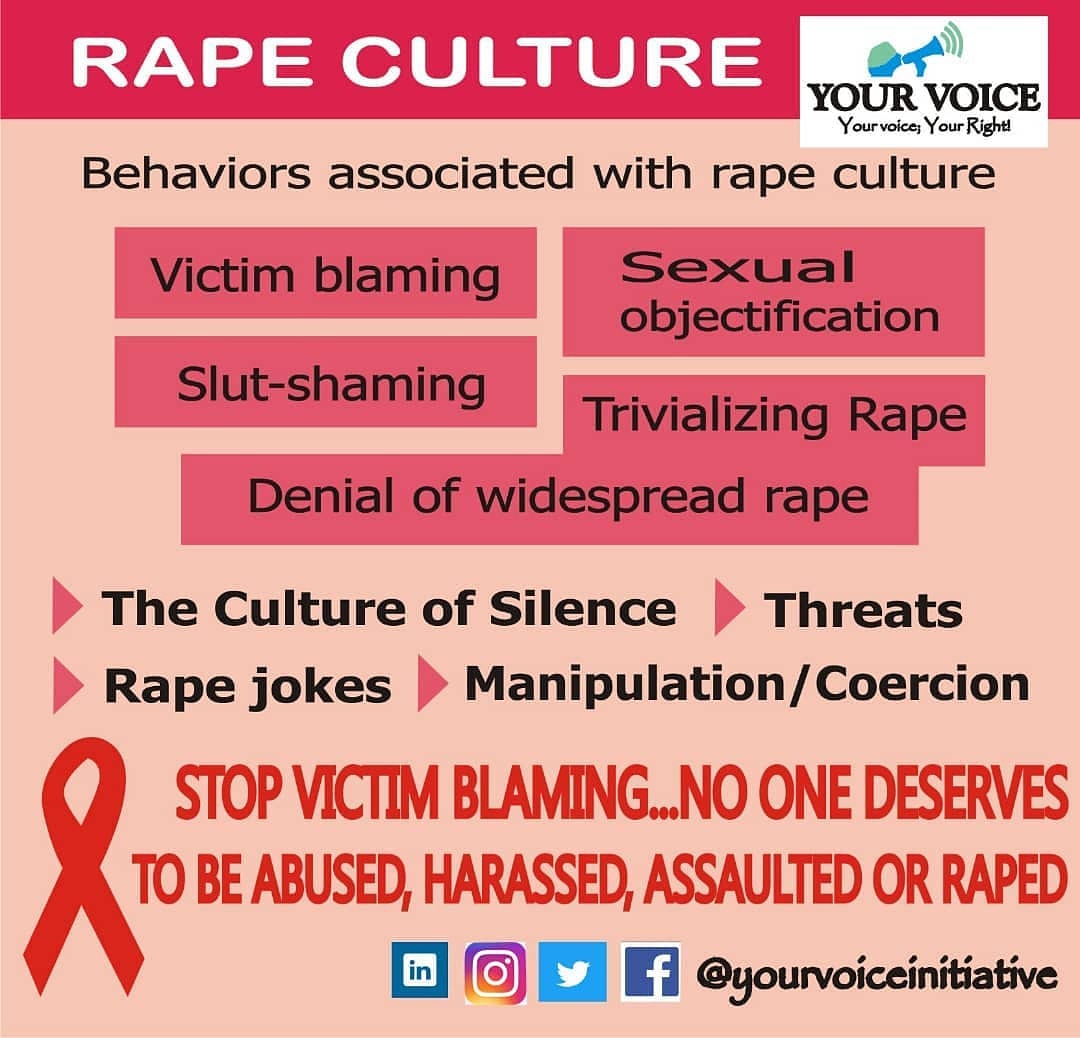 RAPE CULTURE
YOUR VOICE
Your voice; Your Right!
Behaviors associated with rape culture
Victim blaming
Sexual
objectification
Slut-shaming
Trivializing Rape
Denial of widespread rape
The Culture of Silence
Threats
Rape jokes
Manipulation/Coercion
STOP VICTIM BLAMING...NO ONE DESERVES
TO BE ABUSED, HARASSED, ASSAULTED OR RAPED
in
f
@yourvoiceinitiative